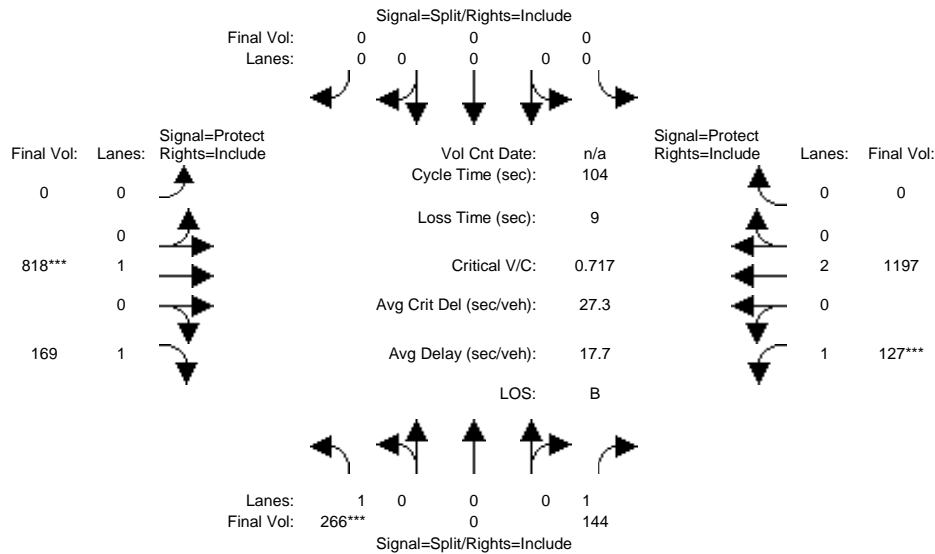 Signal=Split/Rights=Include
Final Vol: 0 0 0
Lanes: 0 0 0 0 0
Signal=Protect Signal=Protect
Final Vol: Lanes: Rights=Include Vol Cnt Date: n/a Rights=Include Lanes: Final Vol:
Cycle Time (sec): 104
0 0 0 0
Loss Time (sec): 9
0 0
818*** 1 Critical V/C: 0.717 2 1197
0 Avg Crit Del (sec/veh): 27.3 0
169 1 Avg Delay (sec/veh): 17.7 1 127***
LOS: B
Lanes: 1 0 0 0 1
Final Vol: 266*** 0 144
Signal=Split/Rights=Include